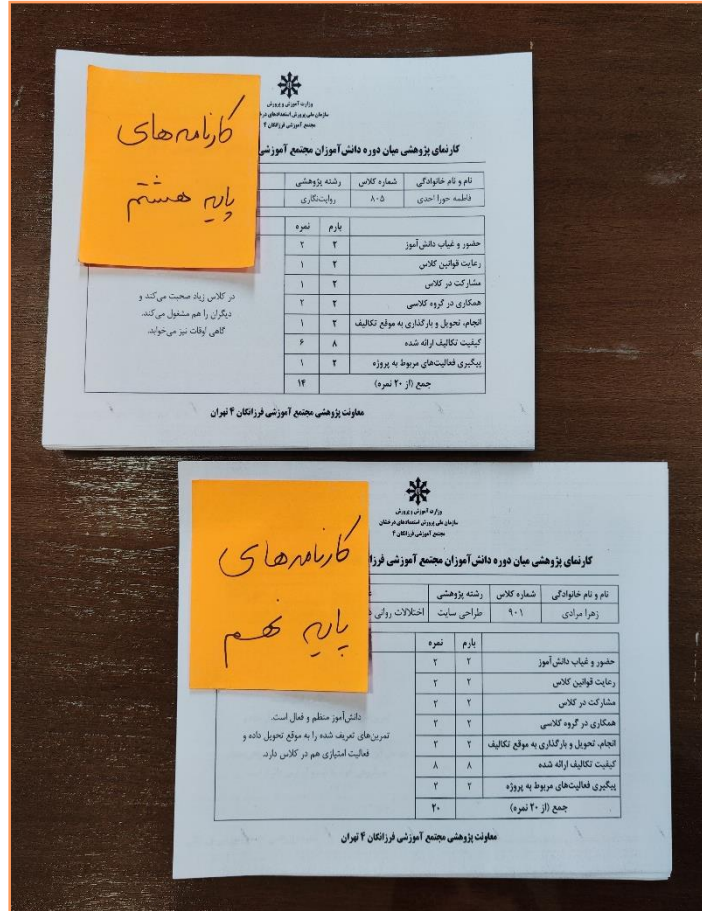 کارنامه‌های
پایه هشتم
وزارت آموزش و پرورش
سازمان ملی پرورش استعدادهای
مجتمع آموزشی فرزانگان ۴
کارنمای پژوهشی میان دوره دانش‌آموزان مجتمع آموزشی
نام و نام خانوادگی شماره کلاس رشته پژوهشی
فاطمه حورا احدی ۸۰۵ روایت‌نگاری
بارم نمره
حضور و غیاب دانش‌آموز ۲ ۲
رعایت قوانین کلاس ۲ ۱
مشارکت در کلاس ۲ ۱
همکاری در گروه کلاسی ۲ ۲
انجام، تحویل و بارگذاری به موقع تکالیف ۲ ۱
کیفیت تکالیف ارائه شده ۸ ۶
پیگیری فعالیت‌های مربوط به پروژه ۲ ۱
جمع (از ۲۰ نمره) ۱۴
در کلاس زیاد صحبت می‌کند و
دیگران را هم مشغول می‌کند.
گاهی اوقات نیز می‌خوابد.
معاونت پژوهشی مجتمع آموزشی فرزانگان ۴ تهران
کارنامه‌های
پایه نهم
وزارت آموزش و پرورش
سازمان ملی پرورش استعدادهای درخشان
مجتمع آموزشی فرزانگان ۴
کارنمای پژوهشی میان دوره دانش‌آموزان مجتمع آموزشی
نام و نام خانوادگی شماره کلاس رشته پژوهشی
زهرا مرادی ۹۰۱ طراحی سایت اختلالات روانی
بارم نمره
حضور و غیاب دانش‌آموز ۲ ۲
رعایت قوانین کلاس ۲ ۲
مشارکت در کلاس ۲ ۲
همکاری در گروه کلاسی ۲ ۲
انجام، تحویل و بارگذاری به موقع تکالیف ۲ ۲
کیفیت تکالیف ارائه شده ۸ ۸
پیگیری فعالیت‌های مربوط به پروژه ۲ ۲
جمع (از ۲۰ نمره) ۲۰
دانش‌آموز منظم و فعال است.
تمرین‌های تعریف شده را به موقع تحویل داده و
فعالیت امتیازی هم در کلاس دارد.
معاونت پژوهشی مجتمع آموزشی فرزانگان ۴ تهران